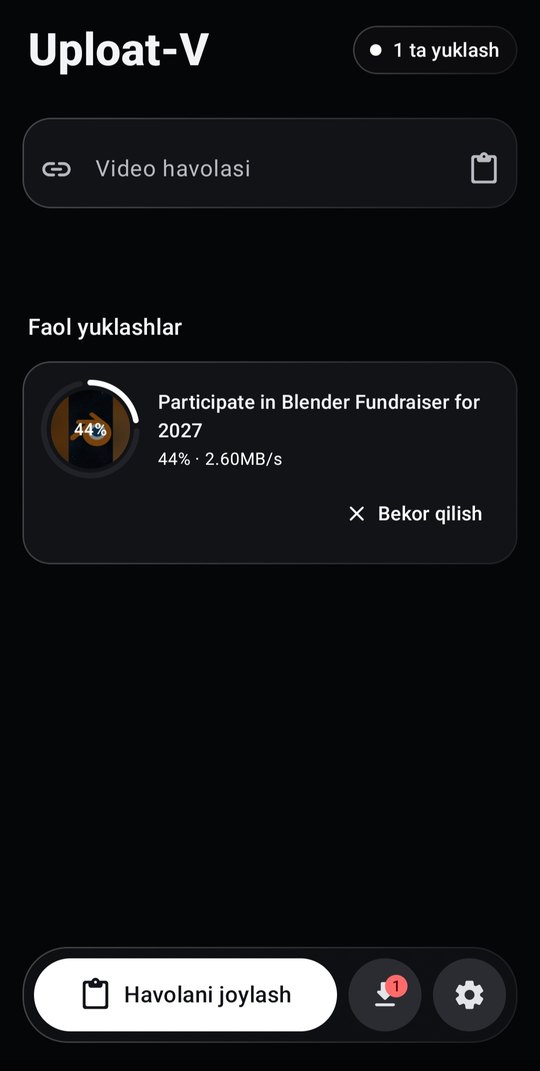 Uploat-V
1 ta yuklash
Video havolasi
Faol yuklashlar
44%
Participate in Blender Fundraiser for
2027
44% · 2.60MB/s
Bekor qilish
Havolani joylash
1